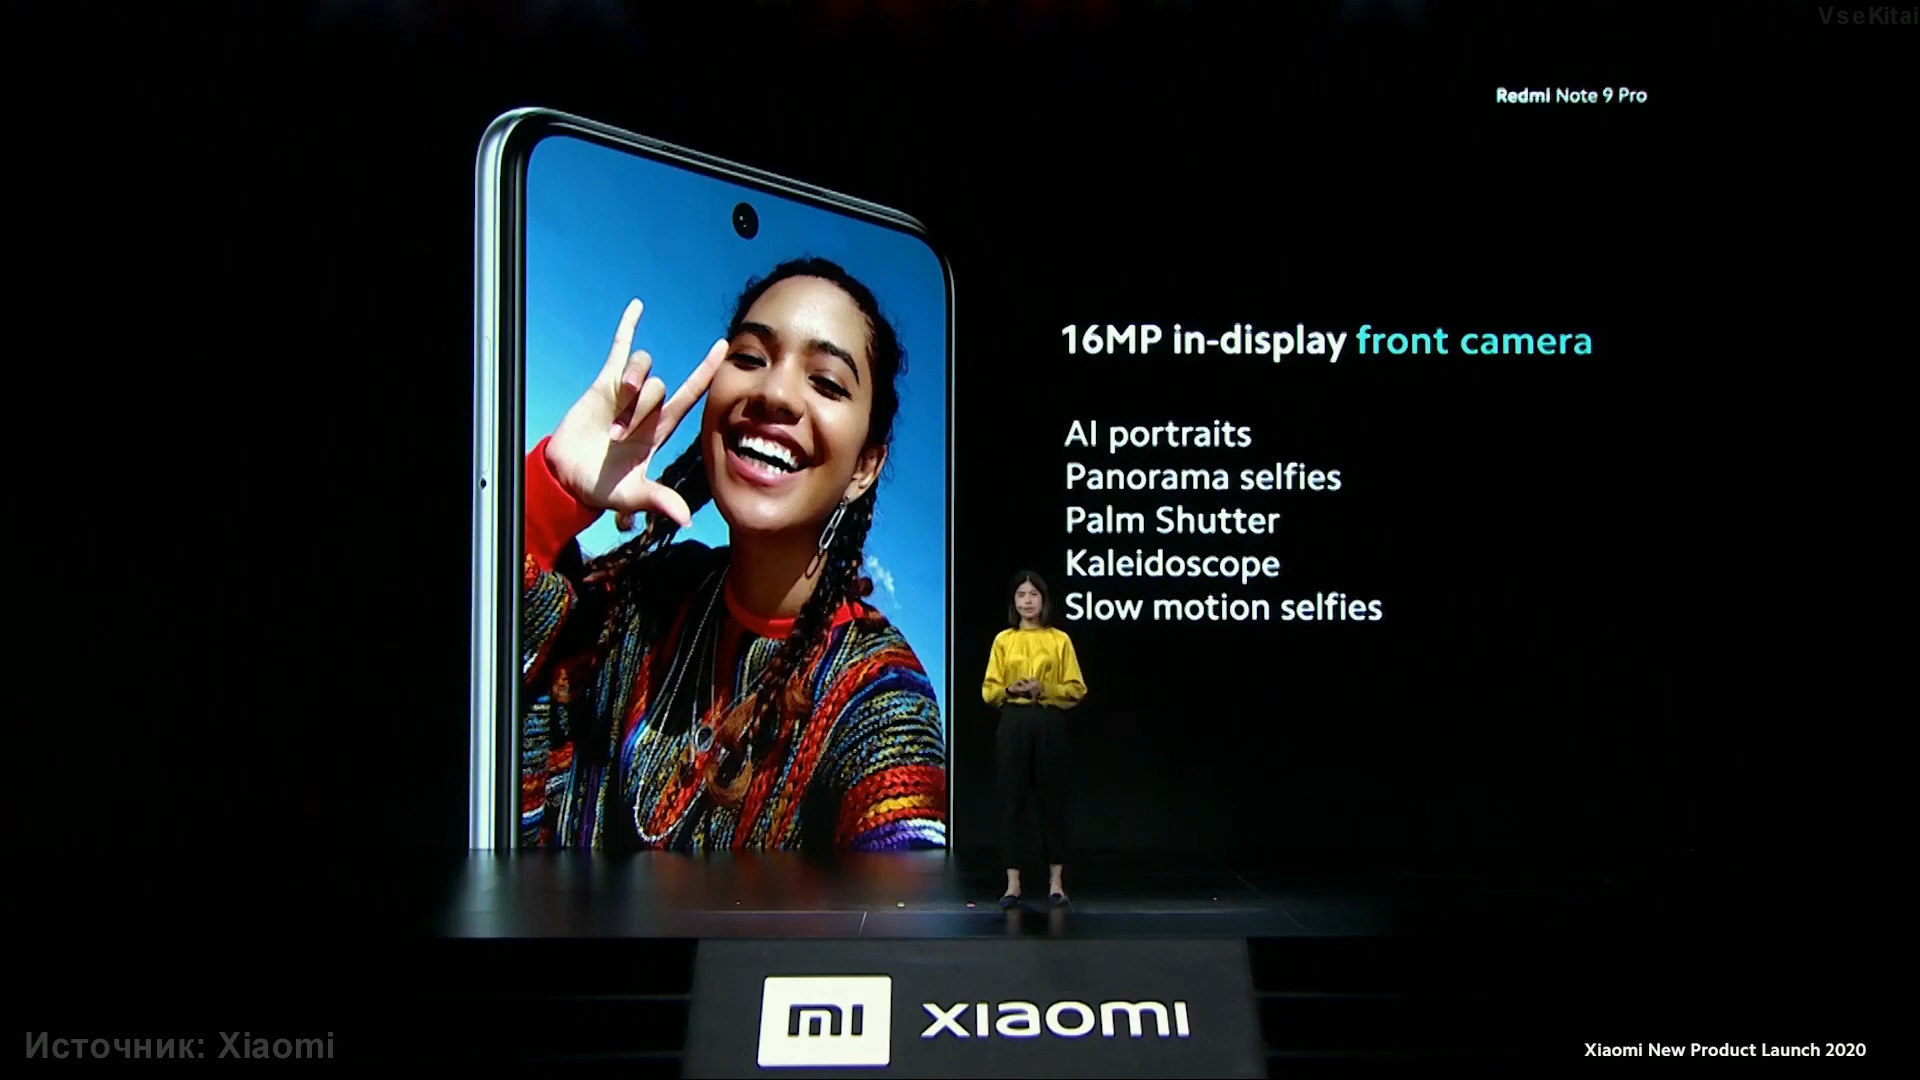 VseKitai
Redmi Note 9 Pro
16MP in-display front camera
AI portraits
Panorama selfies
Palm Shutter
Kaleidoscope
Slow motion selfies
mi xiaomi
Источник: Xiaomi
Xiaomi New Product Launch 2020